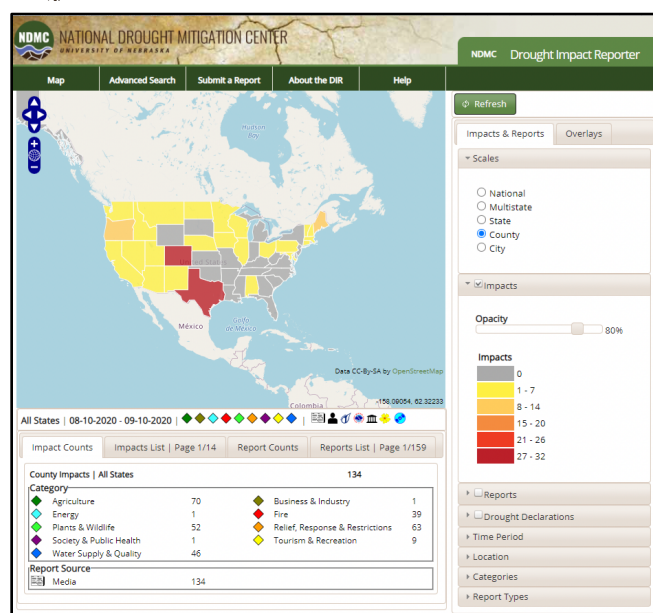 NDMC NATIONAL DROUGHT MITIGATION CENTER
UNIVERSITY OF NEBRASKA
NDMC Drought Impact Reporter
Map Advanced Search Submit a Report About the DIR Help
Refresh
Impacts & Reports Overlays
Scales
National
Multistate
State
County
City
Impacts
Opacity
80%
Impacts
0
1 - 7
8 - 14
15 - 20
21 - 26
27 - 32
Reports
Drought Declarations
Time Period
Location
Categories
Report Types
Hudson
Bay
United States
México
Golfo
de México
Colombia
Data CC-By-SA by OpenStreetMap
-158.09064, 62.32233
All States | 08-10-2020 - 09-10-2020 |
Impact Counts Impacts List | Page 1/14 Report Counts Reports List | Page 1/159
County Impacts | All States 134
Category
Agriculture 70 Business & Industry 1
Energy 1 Fire 39
Plants & Wildlife 52 Relief, Response & Restrictions 63
Society & Public Health 1 Tourism & Recreation 9
Water Supply & Quality 46
Report Source
Media 134